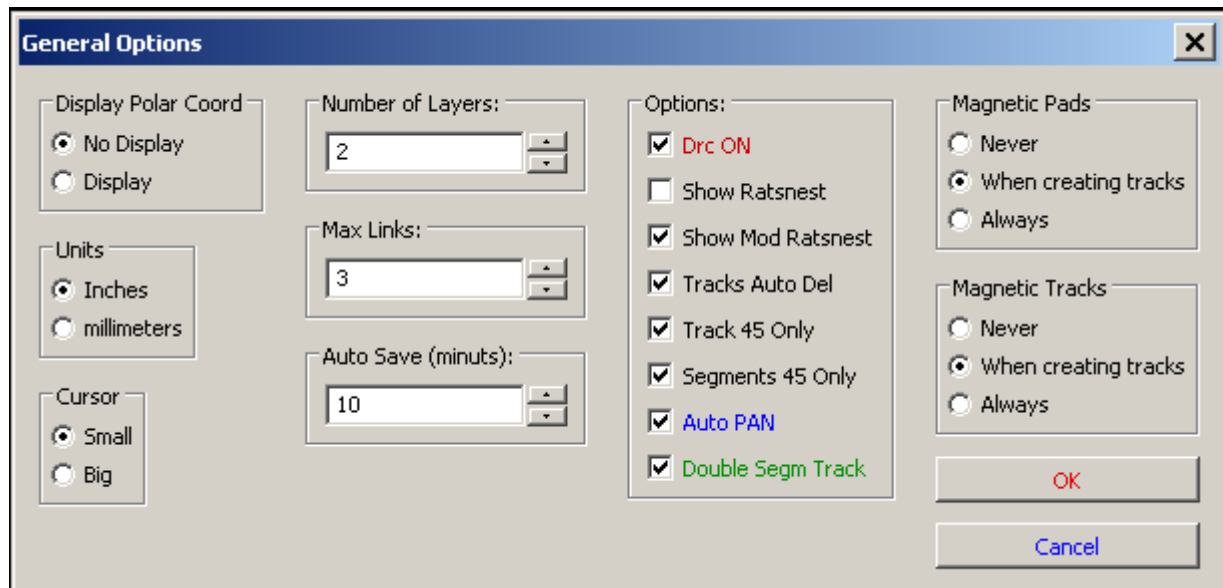 General Options
Display Polar Coord
No Display
Display
Units
Inches
millimeters
Cursor
Small
Big
Number of Layers:
2
Max Links:
3
Auto Save (minuts):
10
Options:
Drc ON
Show Ratsnest
Show Mod Ratsnest
Tracks Auto Del
Track 45 Only
Segments 45 Only
Auto PAN
Double Segm Track
Magnetic Pads
Never
When creating tracks
Always
Magnetic Tracks
Never
When creating tracks
Always
OK
Cancel